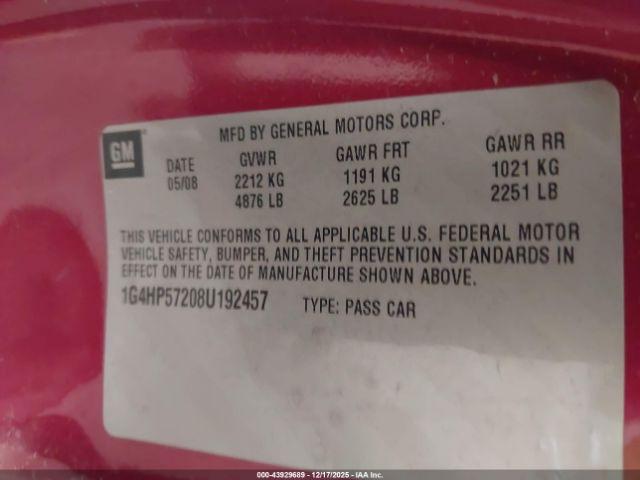 MFD BY GENERAL MOTORS CORP.
GM
DATE GVWR GAWR FRT GAWR RR
05/08 2212 KG 1191 KG 1021 KG
4876 LB 2625 LB 2251 LB
THIS VEHICLE CONFORMS TO ALL APPLICABLE U.S. FEDERAL MOTOR
VEHICLE SAFETY, BUMPER, AND THEFT PREVENTION STANDARDS IN
EFFECT ON THE DATE OF MANUFACTURE SHOWN ABOVE.
1G4HP57208U192457 TYPE: PASS CAR
000-43929689 - 12/17/2025 - IAA Inc.